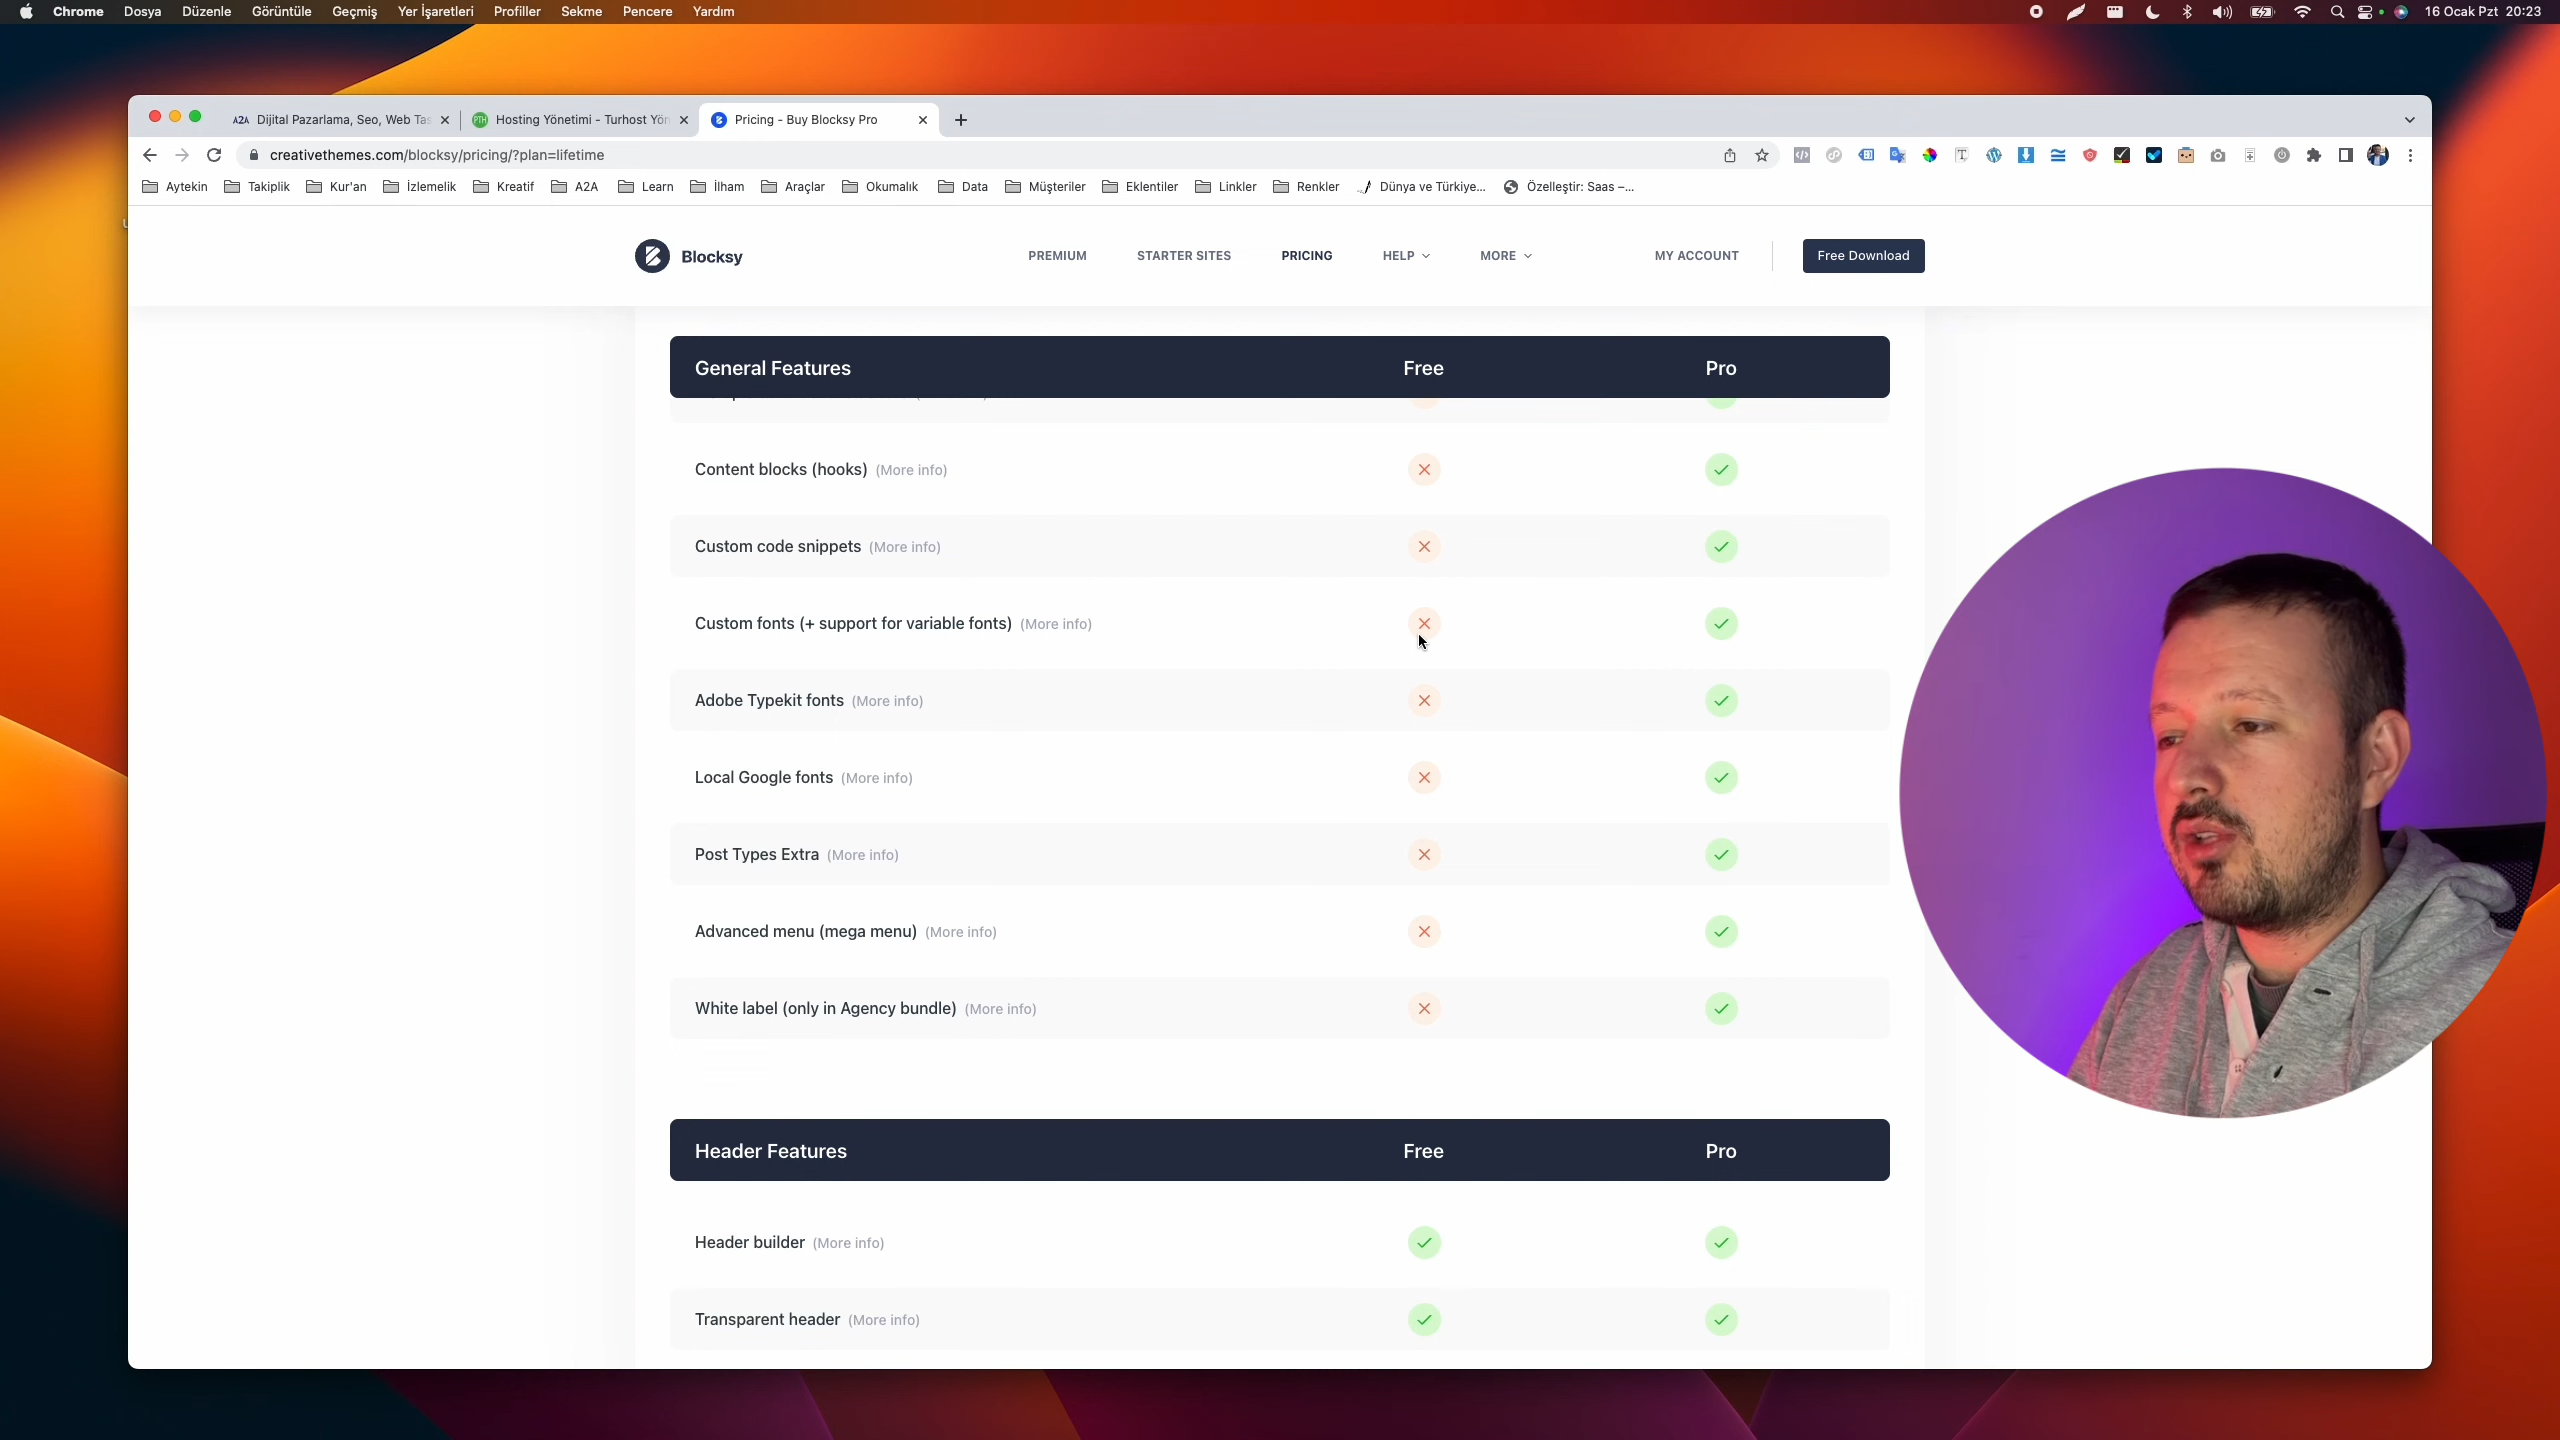 Chrome Dosya Düzenle Görüntüle Geçmiş Yer İşaretleri Profiller Sekme Pencere Yardım 16 Ocak Pzt 20:23
Dijital Pazarlama, Seo, Web Tas Hosting Yönetimi - Turhost Yön Pricing - Buy Blocksy Pro
creativethemes.com/blocksy/pricing/?plan=lifetime
Aytekin Takiplik Kur'an İzlemelik Kreatif A2A Learn İlham Araçlar Okumalık Data Müşteriler Eklentiler Linkler Renkler Dünya ve Türkiye... Özelleştir: Saas –...
Blocksy PREMIUM STARTER SITES PRICING HELP MORE MY ACCOUNT Free Download
General Features Free Pro
Content blocks (hooks) (More info)
Custom code snippets (More info)
Custom fonts (+ support for variable fonts) (More info)
Adobe Typekit fonts (More info)
Local Google fonts (More info)
Post Types Extra (More info)
Advanced menu (mega menu) (More info)
White label (only in Agency bundle) (More info)
Header Features Free Pro
Header builder (More info)
Transparent header (More info)